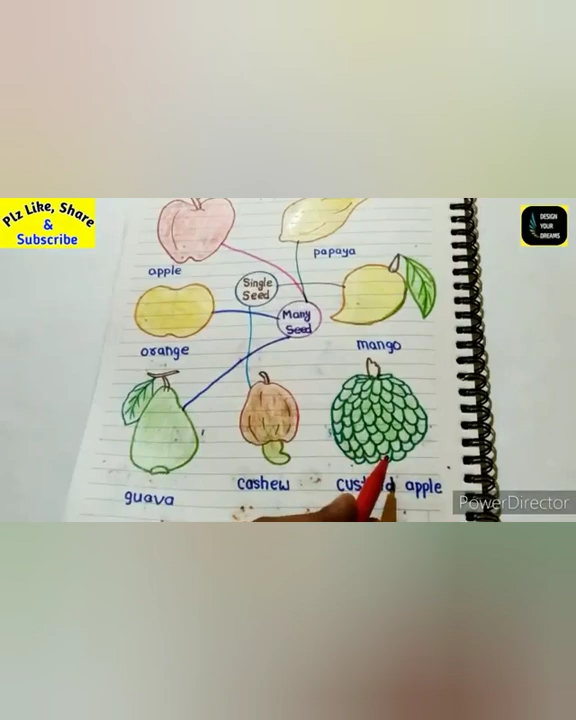 Plz Like, Share
&
Subscribe
DESIGN
YOUR
DREAMS
apple
papaya
Single
Seed
Many
Seed
orange
mango
guava
cashew
apple
PowerDirector